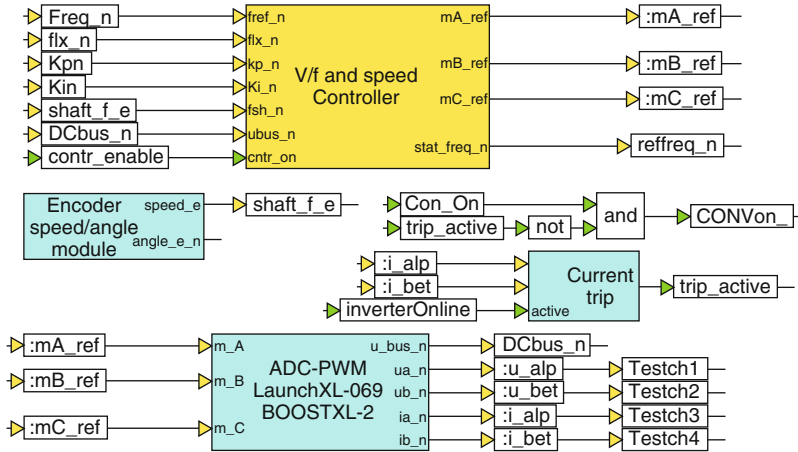 Freq_n fref_n mA_ref :mA_ref
flx_n flx_n
Kpn kp_n mB_ref :mB_ref
V/f and speed
Controller
Kin Ki_n mC_ref :mC_ref
shaft_f_e fsh_n
DCbus_n ubus_n stat_freq_n reffreq_n
contr_enable cntr_on
Encoder
speed/angle
module
speed_e shaft_f_e
angle_e_n
Con_On
trip_active not and CONVon_
:i_alp
:i_bet
inverterOnline active
Current
trip
trip_active
:mA_ref m_A u_bus_n DCbus_n
ADC-PWM
LaunchXL-069
BOOSTXL-2
ua_n :u_alp Testch1
:mB_ref m_B ub_n :u_bet Testch2
ia_n :i_alp Testch3
:mC_ref m_C ib_n :i_bet Testch4